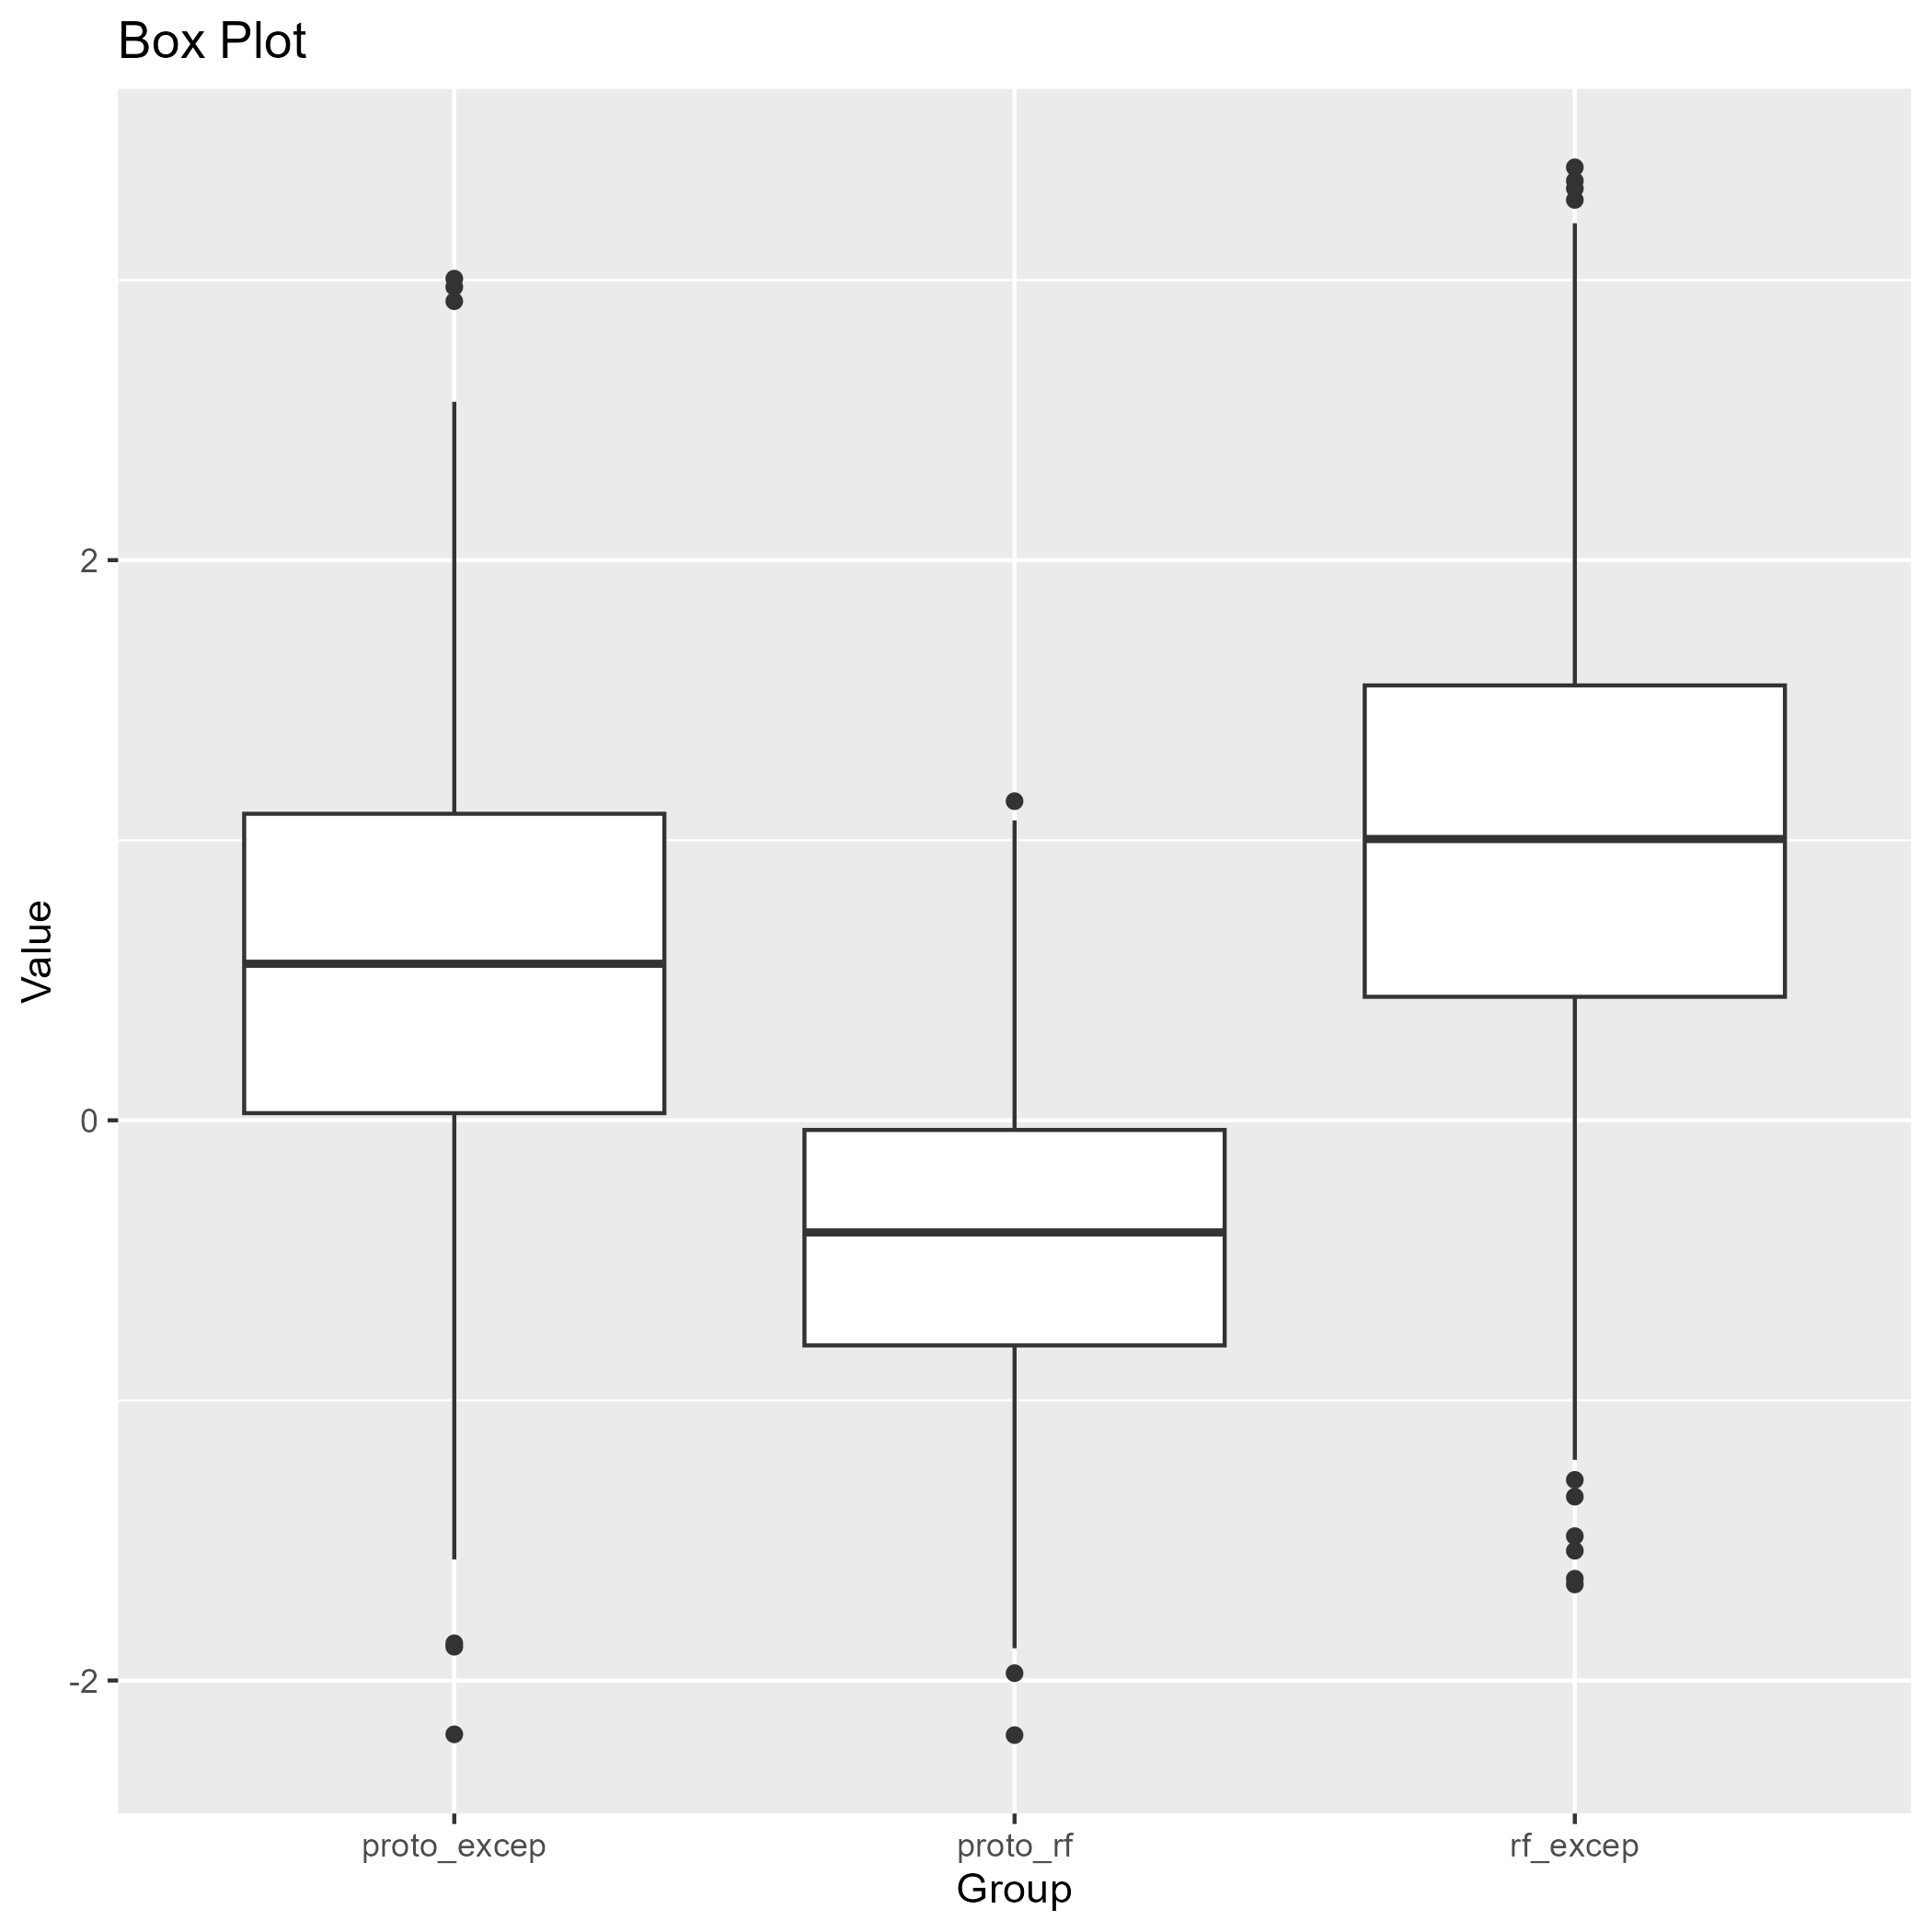 Box Plot
Value
2
0
-2
proto_excep proto_rf rf_excep
Group